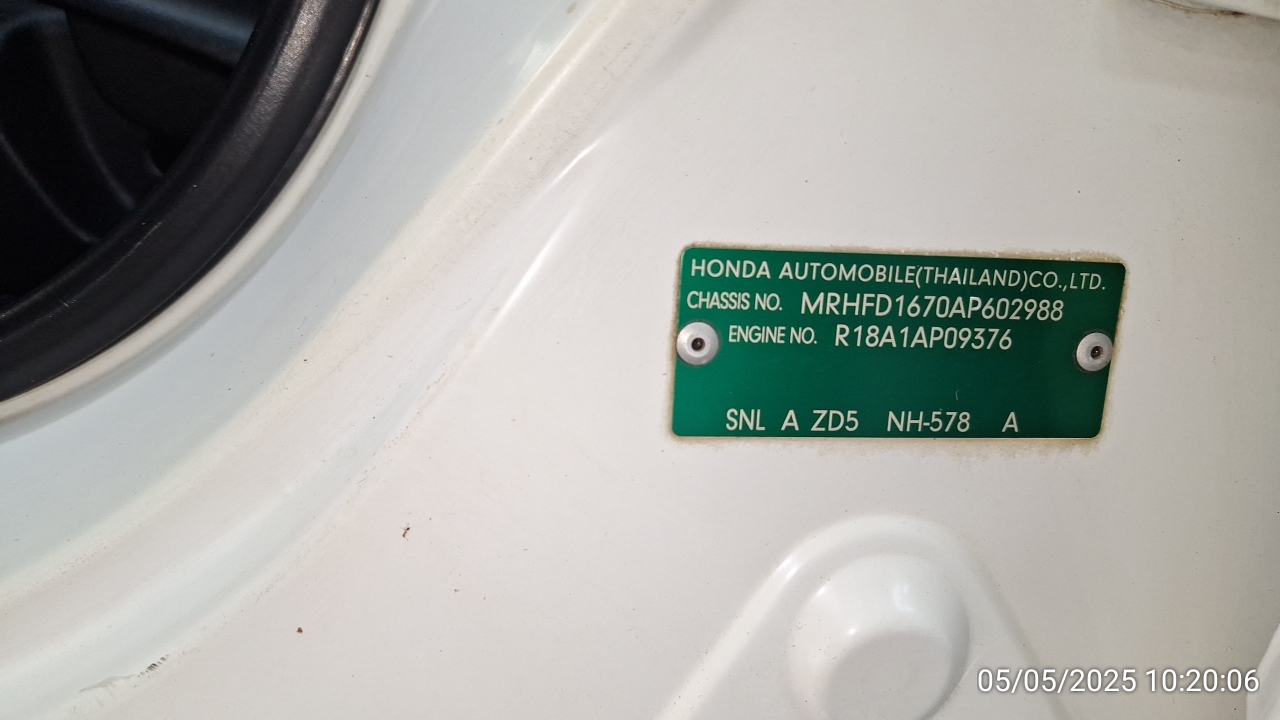 HONDA AUTOMOBILE(THAILAND)CO.,LTD.
CHASSIS NO. MRHFD1670AP602988
ENGINE NO. R18A1AP09376
SNL A ZD5 NH-578 A
05/05/2025 10:20:06